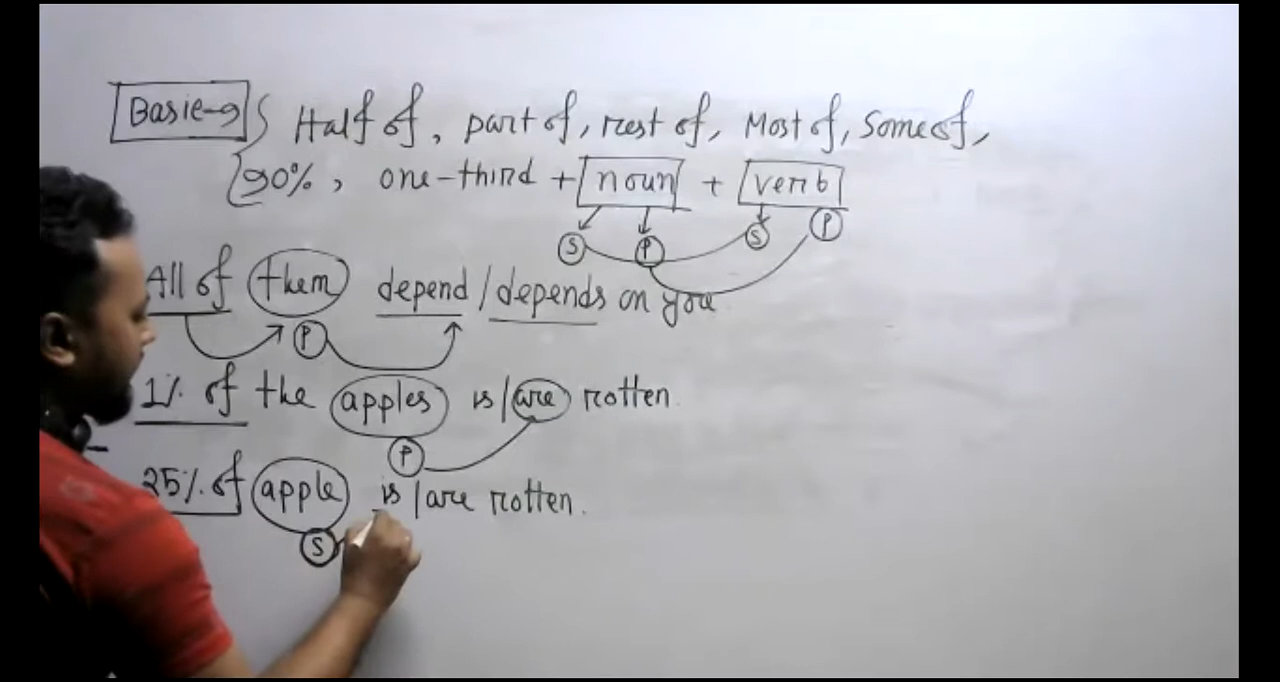 Basic-9 { Half of, part of, rest of, Most of, Some of,
90%, one-third + noun + verb
S P S P
All of them depend / depends on you
P
1% of the apples is / are rotten.
P
25% of apple is / are rotten.
S